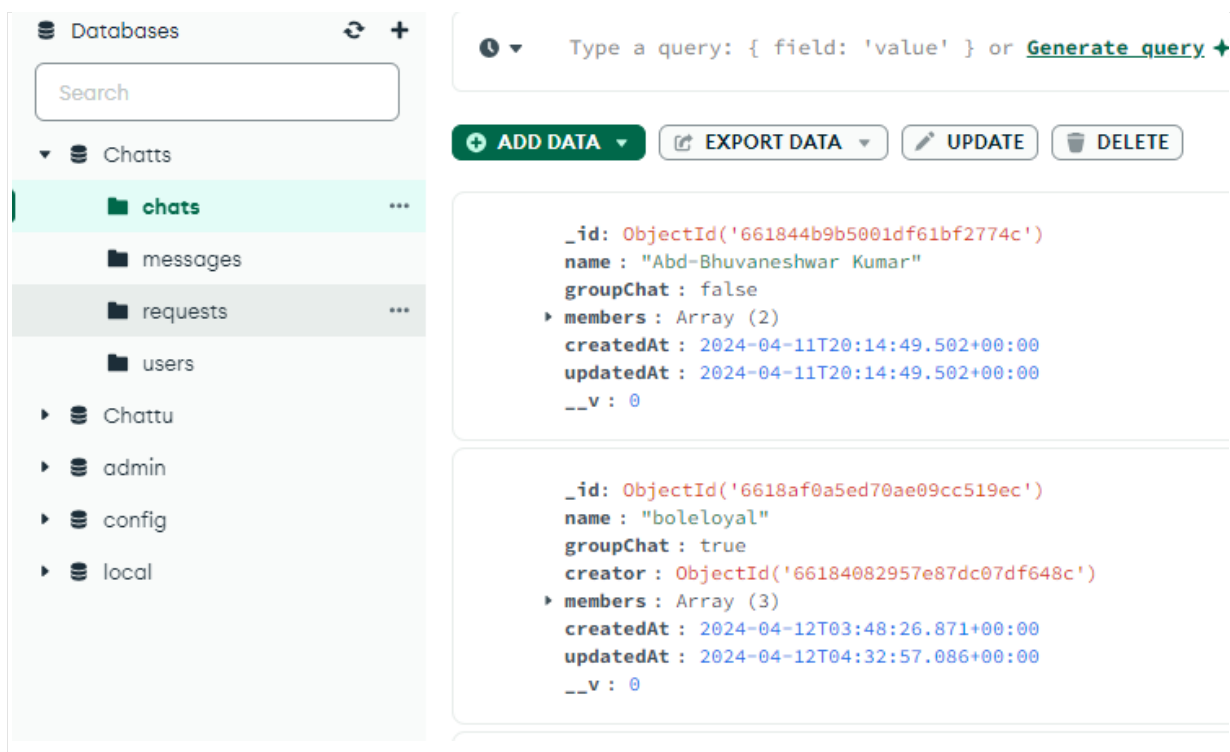 Databases
Search
Chatts
chats
messages
requests
users
Chattu
admin
config
local
Type a query: { field: 'value' } or Generate query
ADD DATA
EXPORT DATA
UPDATE
DELETE
_id: ObjectId('661844b9b5001df61bf2774c')
name : "Abd-Bhuvaneshwar Kumar"
groupChat : false
members : Array (2)
createdAt : 2024-04-11T20:14:49.502+00:00
updatedAt : 2024-04-11T20:14:49.502+00:00
__v : 0
_id: ObjectId('6618af0a5ed70ae09cc519ec')
name : "boleloyal"
groupChat : true
creator : ObjectId('66184082957e87dc07df648c')
members : Array (3)
createdAt : 2024-04-12T03:48:26.871+00:00
updatedAt : 2024-04-12T04:32:57.086+00:00
__v : 0